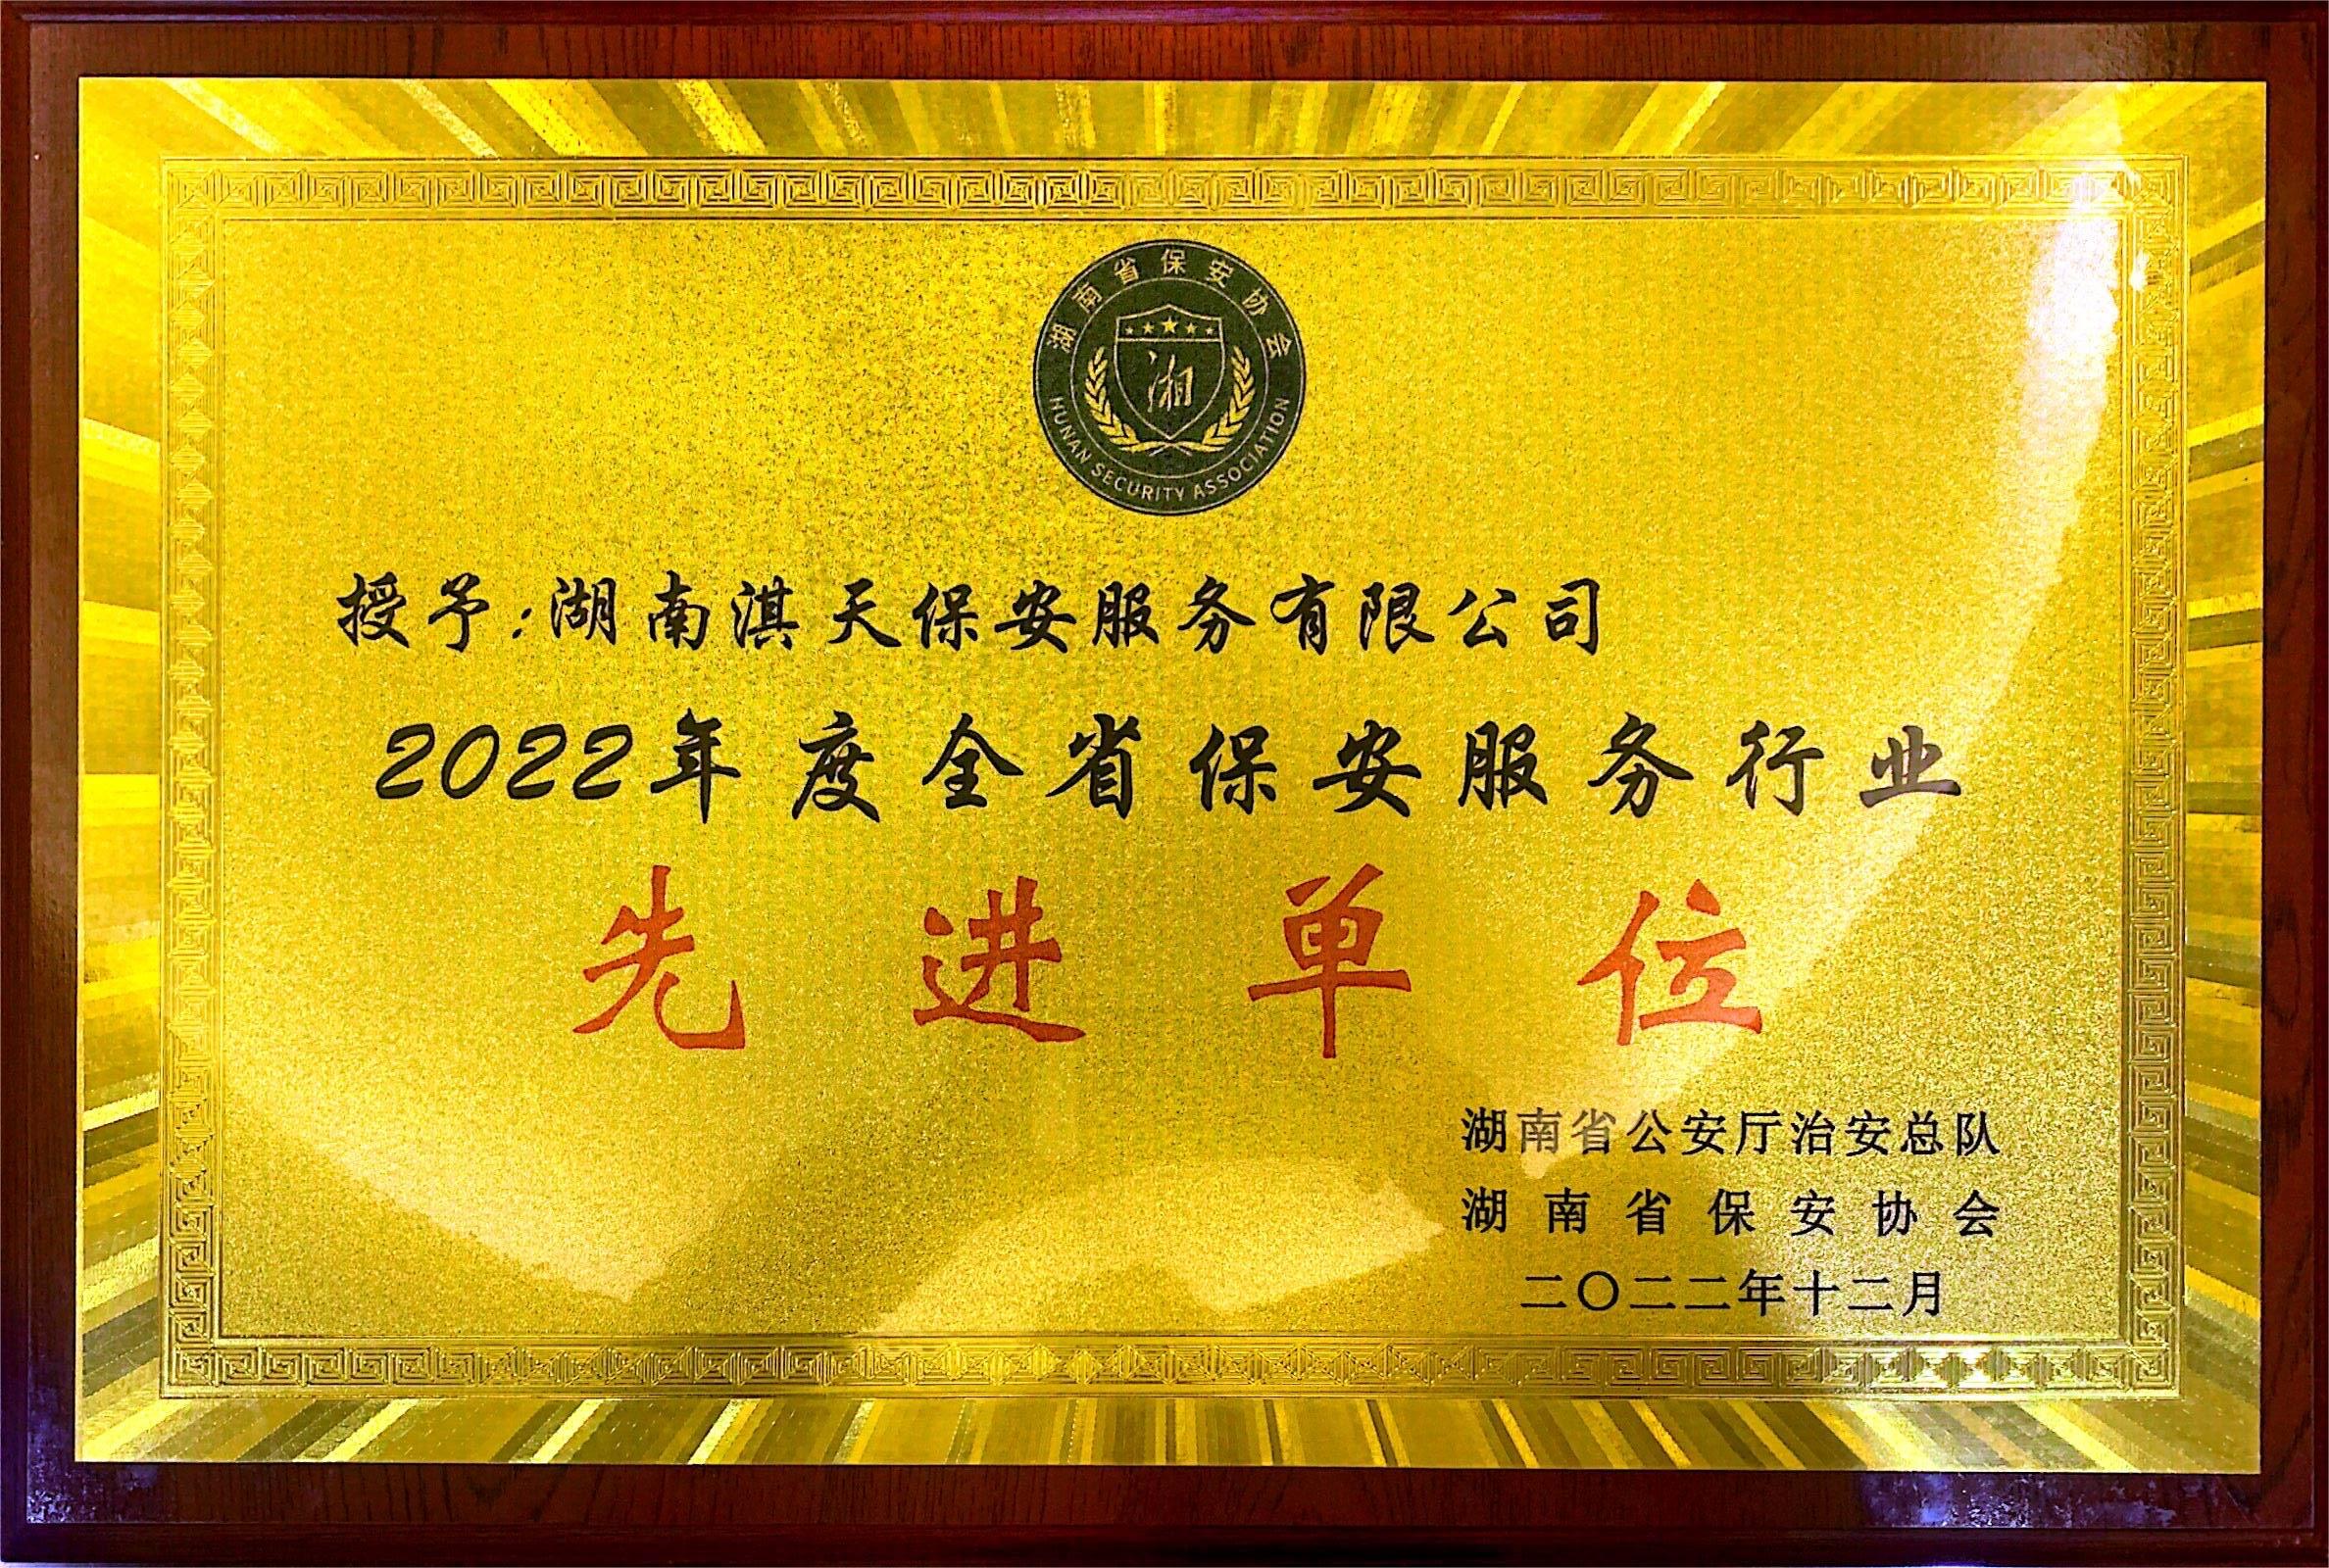 湖南省保安协会
湘
HUNAN SECURITY ASSOCIATION
授予:湖南淇天保安服务有限公司
2022年度全省保安服务行业
先进单位
湖南省公安厅治安总队
湖南省保安协会
二〇二二年十二月